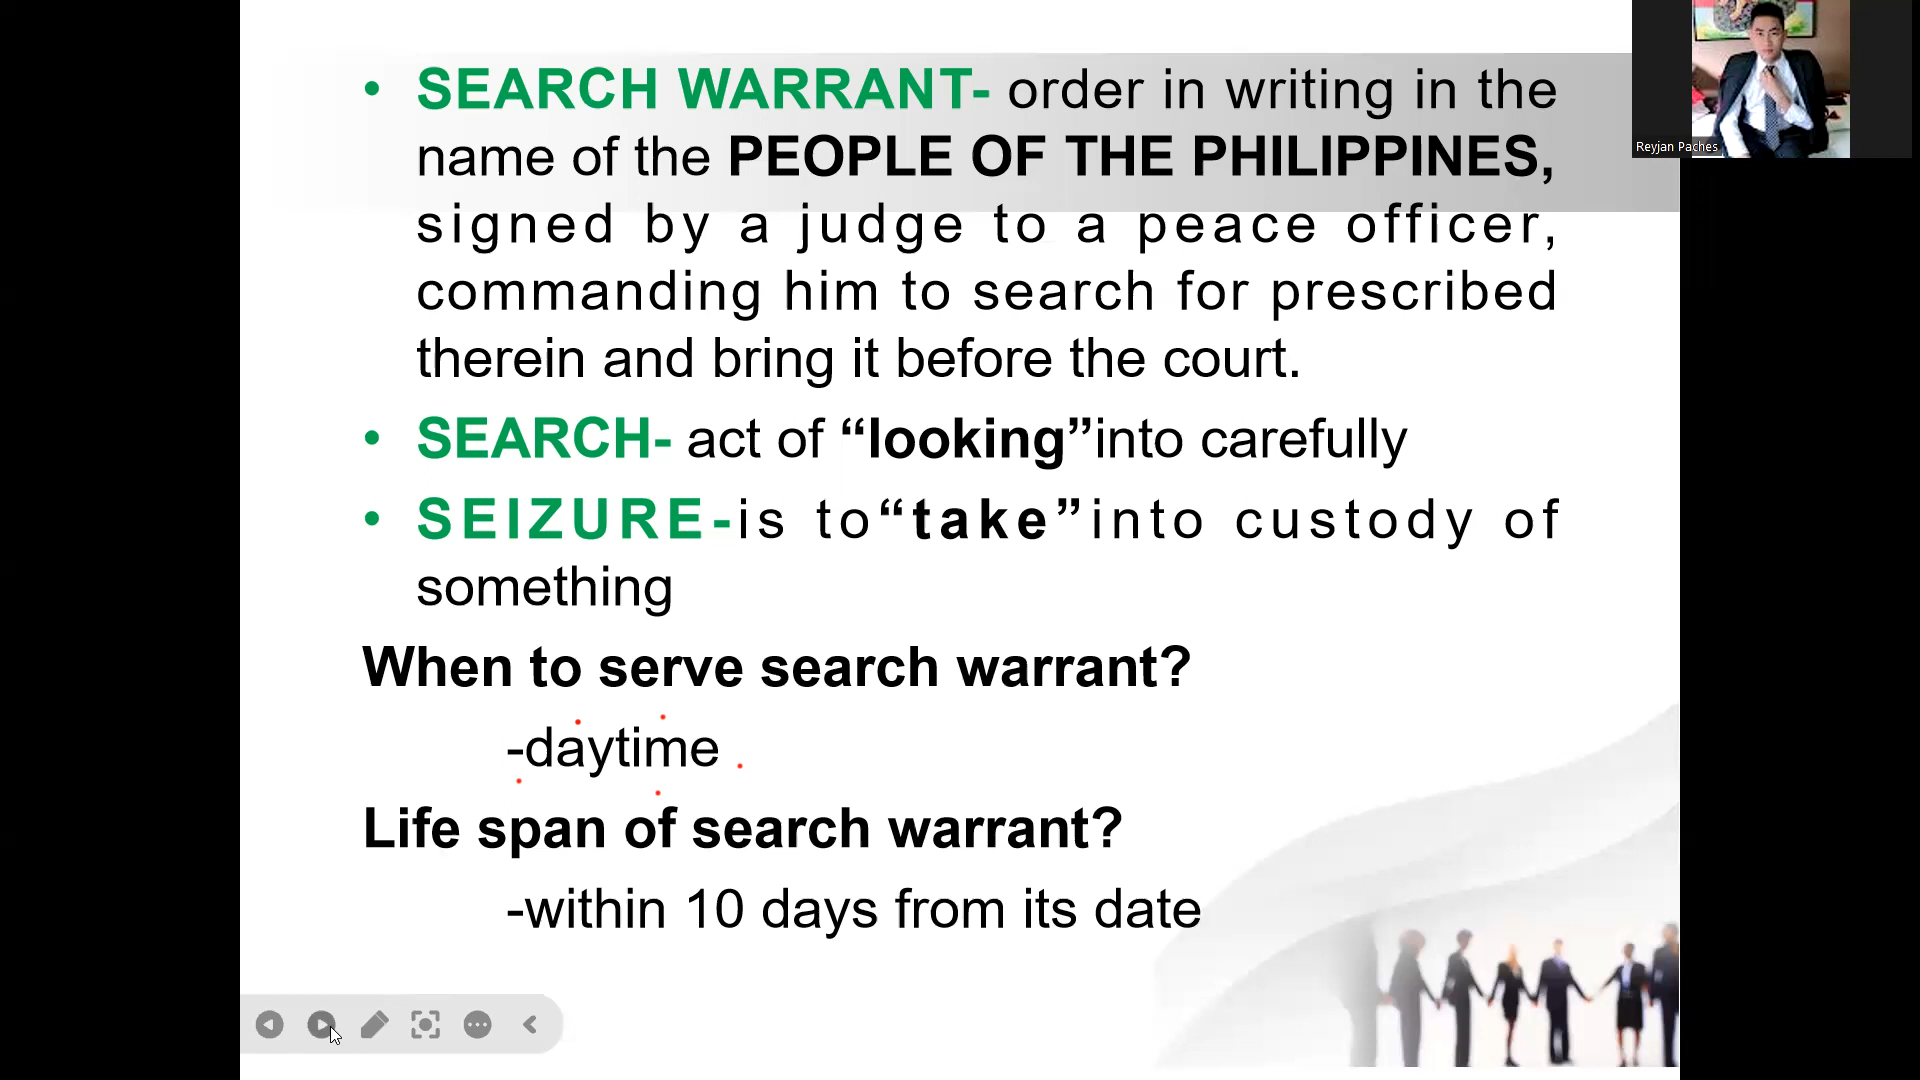 • SEARCH WARRANT- order in writing in the
name of the PEOPLE OF THE PHILIPPINES,
signed by a judge to a peace officer,
commanding him to search for prescribed
therein and bring it before the court.
• SEARCH- act of “looking”into carefully
• SEIZURE-is to“take”into custody of
something
When to serve search warrant?
-daytime
Life span of search warrant?
-within 10 days from its date
Reyjan Paches